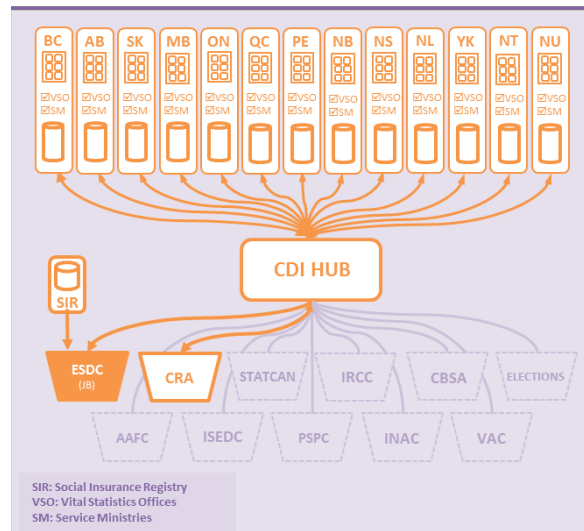 BC AB SK MB ON QC PE NB NS NL YK NT NU
☑VSO ☑VSO ☑VSO ☑VSO ☑VSO ☑VSO ☑VSO ☑VSO ☑VSO ☑VSO ☑VSO ☑VSO ☑VSO
☑SM ☑SM ☑SM ☑SM ☑SM ☑SM ☑SM ☑SM ☑SM ☑SM ☑SM ☑SM ☑SM
CDI HUB
SIR
ESDC
(JB)
CRA
STATCAN
IRCC
CBSA
ELECTIONS
AAFC
ISEDC
PSPC
INAC
VAC
SIR: Social Insurance Registry
VSO: Vital Statistics Offices
SM: Service Ministries